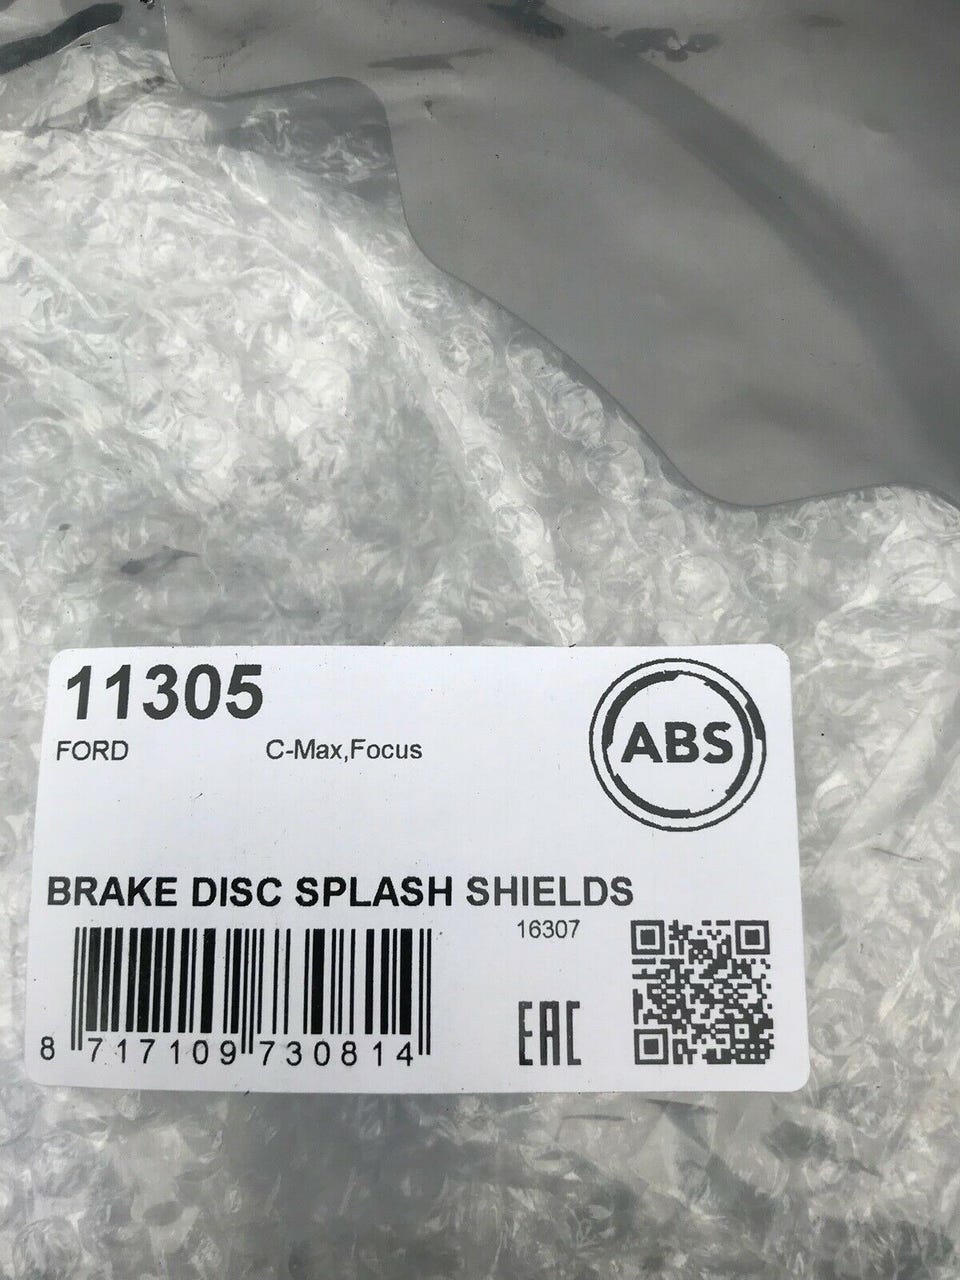 11305
FORD C-Max,Focus
ABS
BRAKE DISC SPLASH SHIELDS
16307
8 717109 730814
EAC